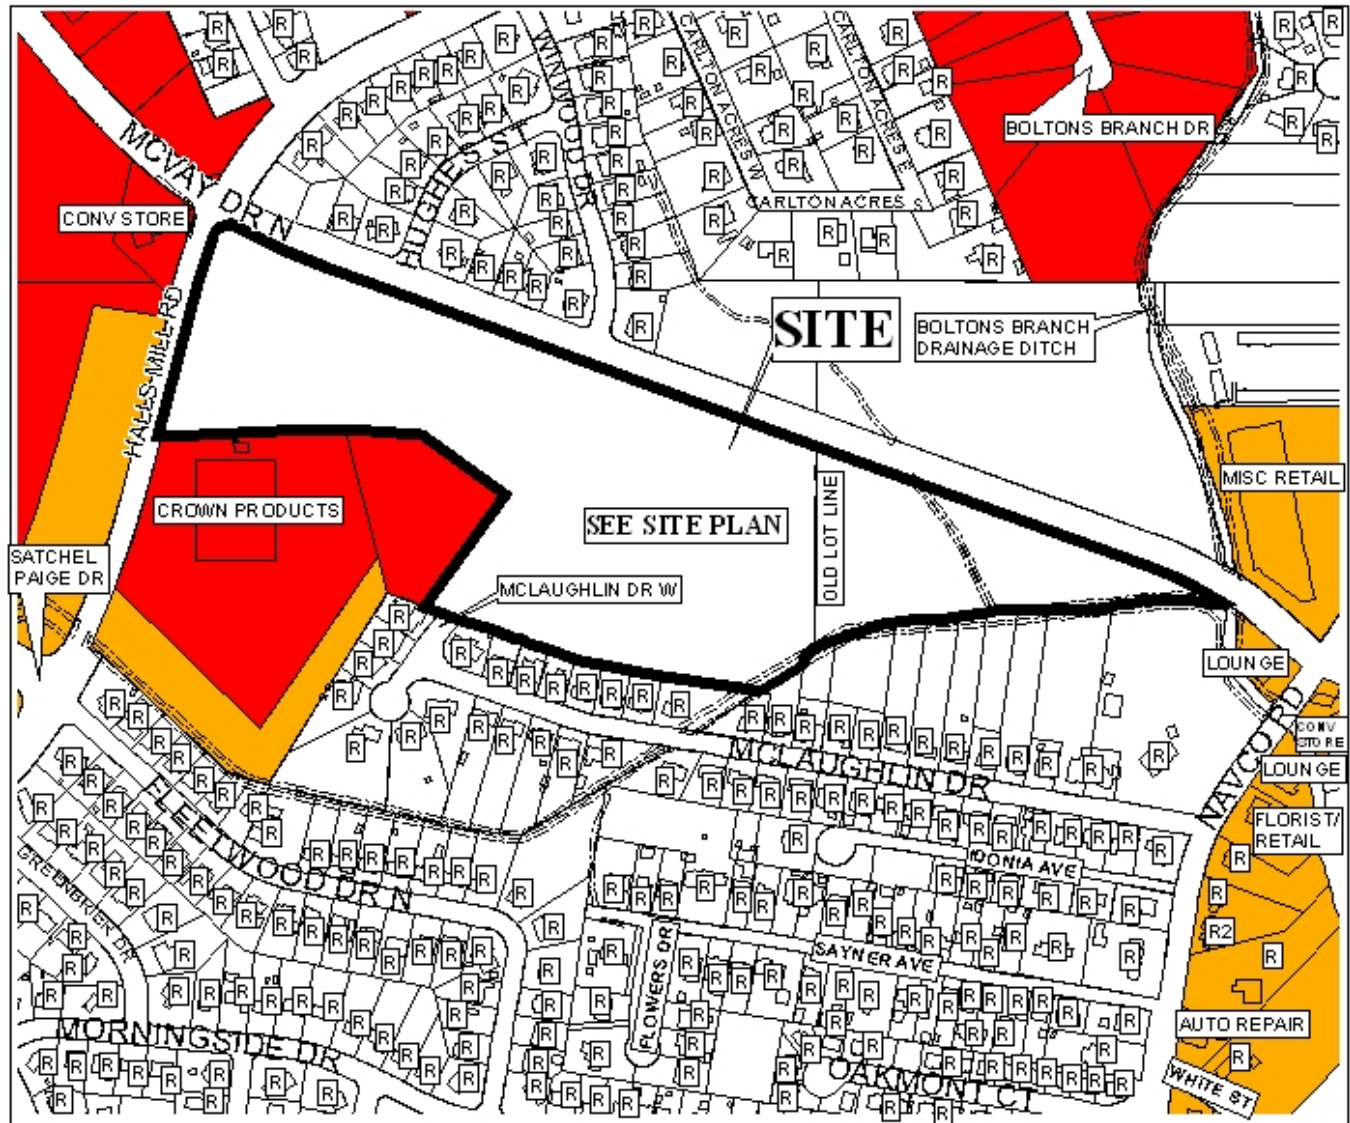 WINWOOD DR
CARLTON ACRES W
CARLTON ACRES E
BOLTONS BRANCH DR
MCVAY DR N
HUGHES ST
CARLTON ACRES S
CONV STORE
HALLS MILL RD
SITE
BOLTONS BRANCH
DRAINAGE DITCH
MISC RETAIL
CROWN PRODUCTS
SEE SITE PLAN
OLD LOT LINE
SATCHEL
PAIGE DR
MCLAUGHLIN DR W
LOUNGE
NAVCO RD
CONV
STORE
LOUNGE
MCLAUGHLIN DR
FLORIST/
RETAIL
FLEETWOOD DR N
IDONIA AVE
GREENBRIER DR
R2
R
SAYNER AVE
FLOWERS DR
AUTO REPAIR
MORNINGSIDE DR
OAKMONT CT
WHITE ST